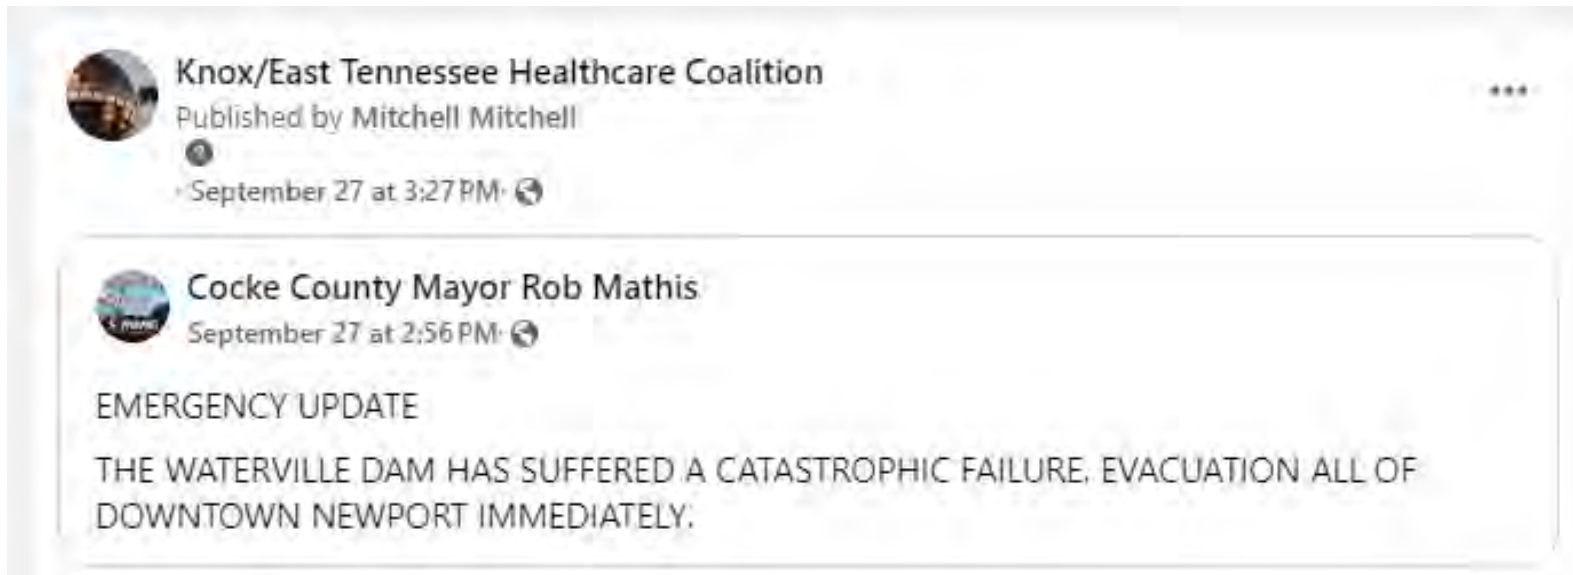 Knox/East Tennessee Healthcare Coalition
Published by Mitchell Mitchell
· September 27 at 3:27 PM ·
Cocke County Mayor Rob Mathis
September 27 at 2:56 PM ·
EMERGENCY UPDATE
THE WATERVILLE DAM HAS SUFFERED A CATASTROPHIC FAILURE. EVACUATION ALL OF
DOWNTOWN NEWPORT IMMEDIATELY.